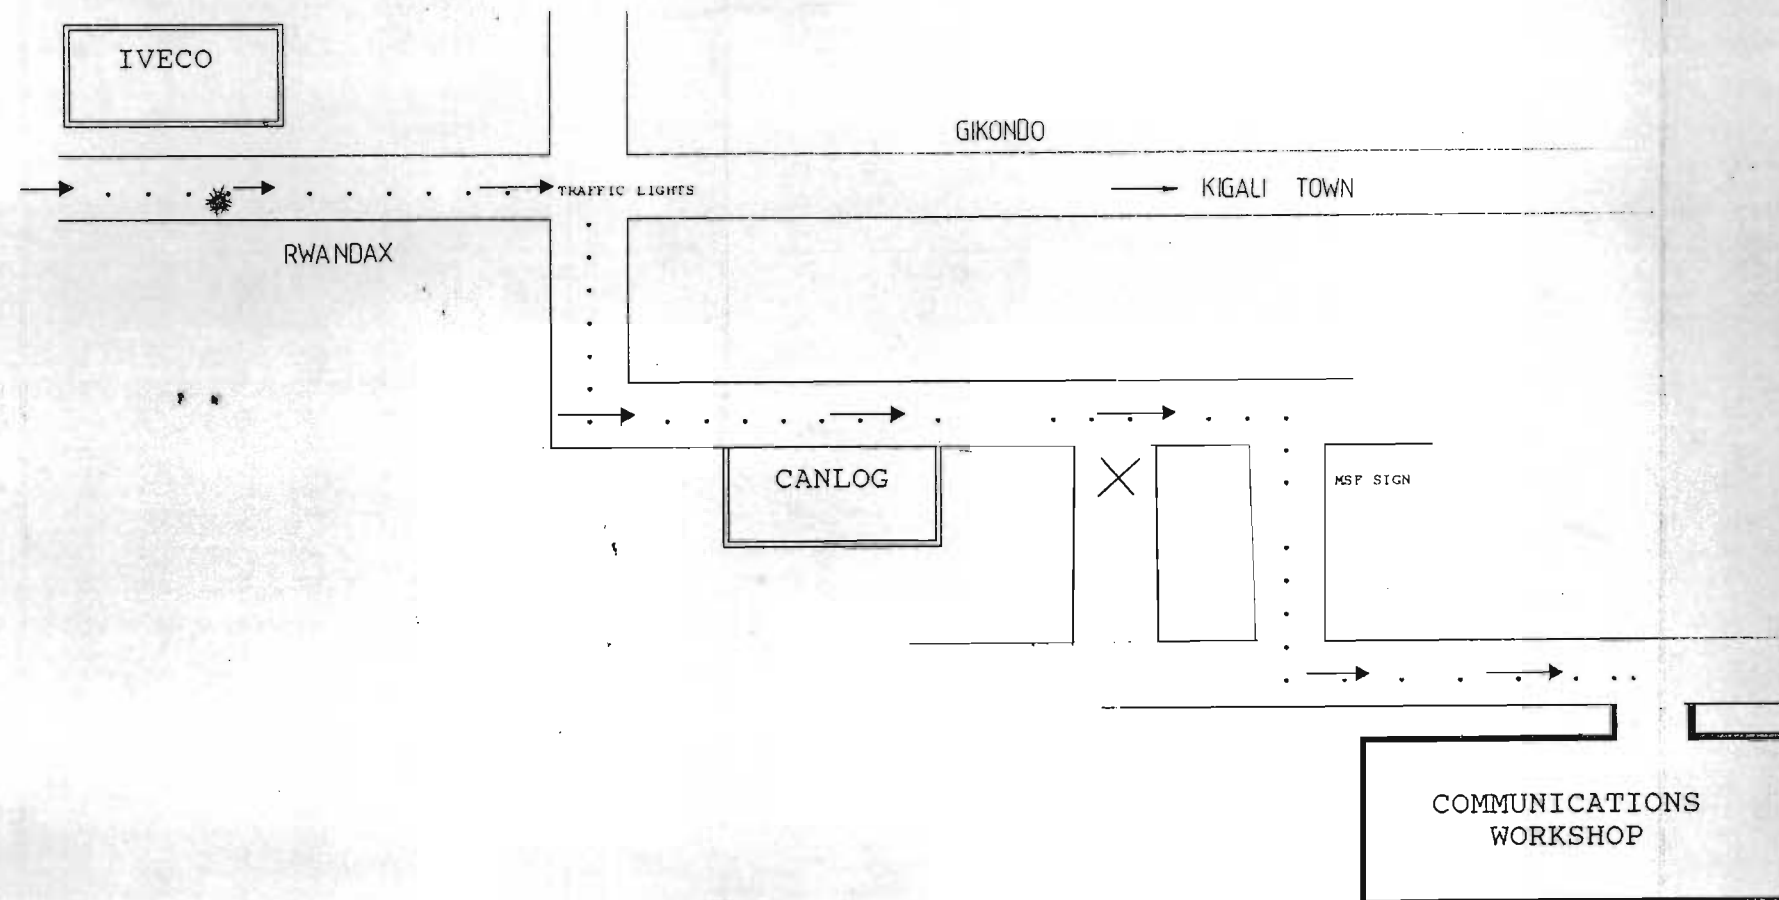 IVECO
GIKONDO
TRAFFIC LIGHTS
KIGALI TOWN
RWANDAX
CANLOG
MSF SIGN
COMMUNICATIONS
WORKSHOP